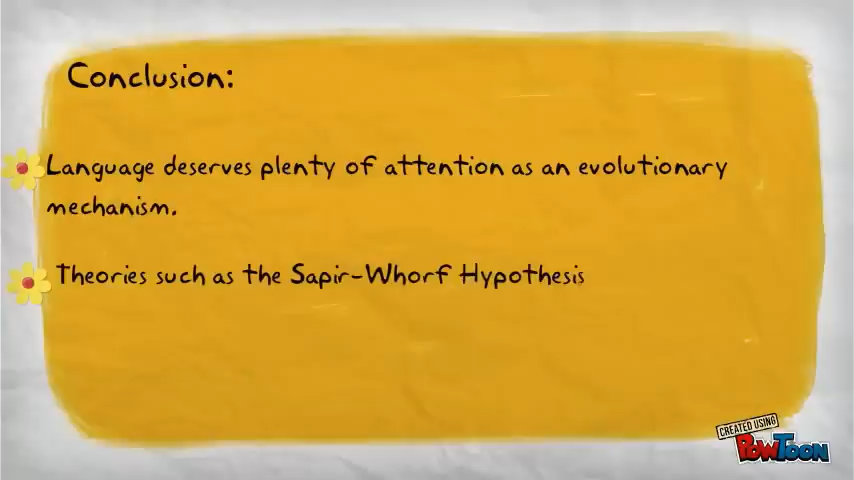 Conclusion:
Language deserves plenty of attention as an evolutionary
mechanism.
Theories such as the Sapir-Whorf Hypothesis
CREATED USING
POWTOON